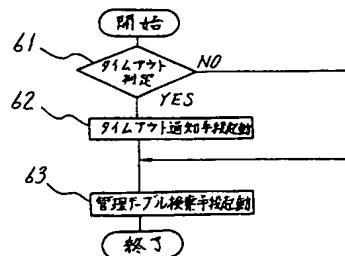 開始
61
タイムアウト
判定
NO
YES
62
タイムアウト通知手段起動
63
管理テーブル検索手段起動
終了